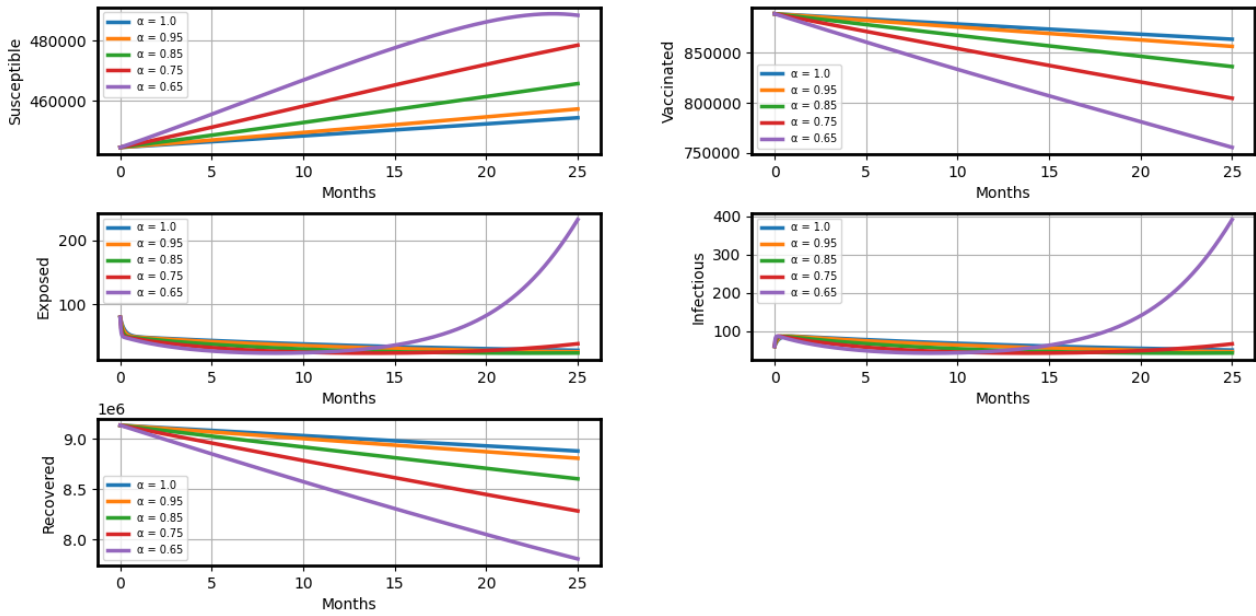 Susceptible
480000
460000
α = 1.0
α = 0.95
α = 0.85
α = 0.75
α = 0.65
0 5 10 15 20 25
Months
Vaccinated
850000
800000
750000
α = 1.0
α = 0.95
α = 0.85
α = 0.75
α = 0.65
0 5 10 15 20 25
Months
Exposed
200
100
α = 1.0
α = 0.95
α = 0.85
α = 0.75
α = 0.65
0 5 10 15 20 25
Months
Infectious
400
300
200
100
α = 1.0
α = 0.95
α = 0.85
α = 0.75
α = 0.65
0 5 10 15 20 25
Months
1e6
Recovered
9.0
8.5
8.0
α = 1.0
α = 0.95
α = 0.85
α = 0.75
α = 0.65
0 5 10 15 20 25
Months